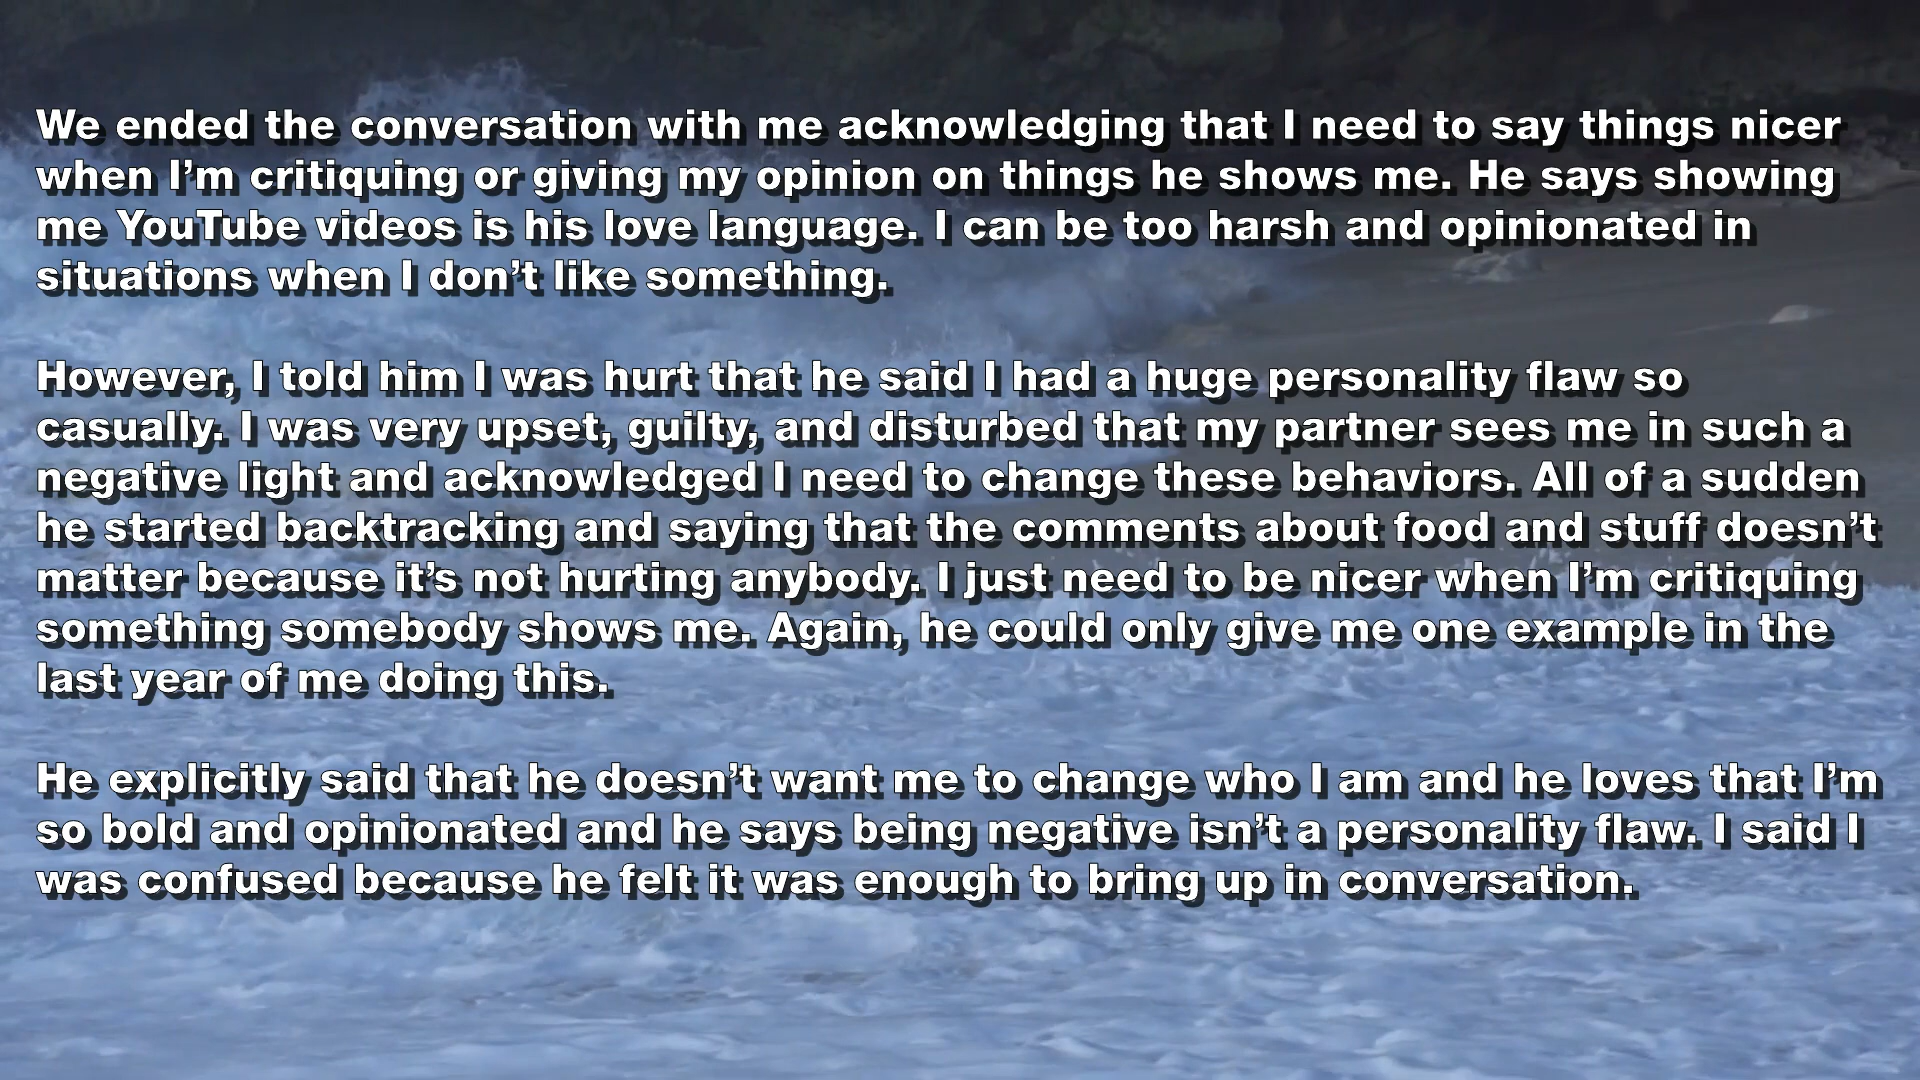 We ended the conversation with me acknowledging that I need to say things nicer
when I’m critiquing or giving my opinion on things he shows me. He says showing
me YouTube videos is his love language. I can be too harsh and opinionated in
situations when I don’t like something.
However, I told him I was hurt that he said I had a huge personality flaw so
casually. I was very upset, guilty, and disturbed that my partner sees me in such a
negative light and acknowledged I need to change these behaviors. All of a sudden
he started backtracking and saying that the comments about food and stuff doesn’t
matter because it’s not hurting anybody. I just need to be nicer when I’m critiquing
something somebody shows me. Again, he could only give me one example in the
last year of me doing this.
He explicitly said that he doesn’t want me to change who I am and he loves that I’m
so bold and opinionated and he says being negative isn’t a personality flaw. I said I
was confused because he felt it was enough to bring up in conversation.